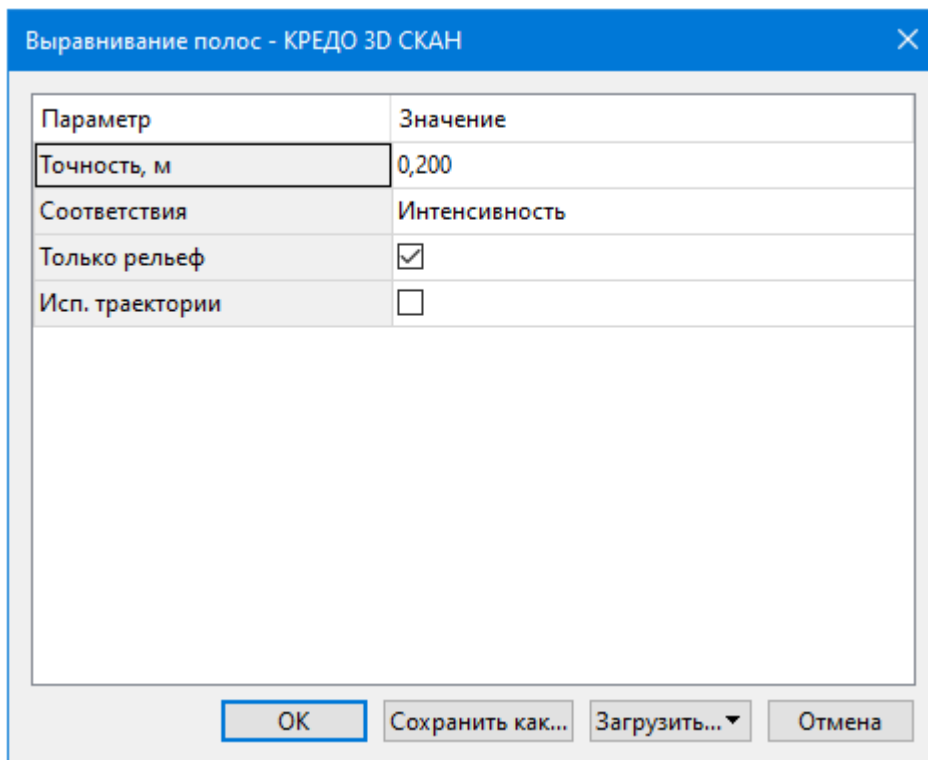 Выравнивание полос - КРЕДО 3D СКАН
Параметр Значение
Точность, м 0,200
Соответствия Интенсивность
Только рельеф
Исп. траектории
ОК Сохранить как... Загрузить... Отмена